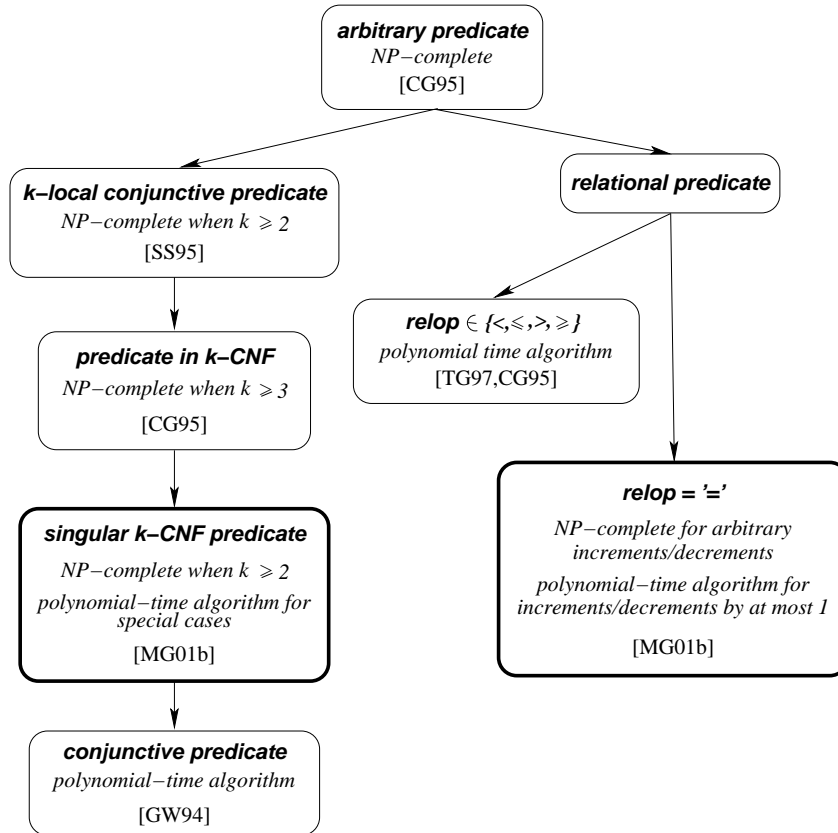 arbitrary predicate
NP−complete
[CG95]
k−local conjunctive predicate
NP−complete when k ⩾ 2
[SS95]
relational predicate
relop ∈ {<,⩽,>,⩾}
polynomial time algorithm
[TG97,CG95]
predicate in k−CNF
NP−complete when k ⩾ 3
[CG95]
singular k−CNF predicate
NP−complete when k ⩾ 2
polynomial−time algorithm for
special cases
[MG01b]
relop = '='
NP−complete for arbitrary
increments/decrements
polynomial−time algorithm for
increments/decrements by at most 1
[MG01b]
conjunctive predicate
polynomial−time algorithm
[GW94]